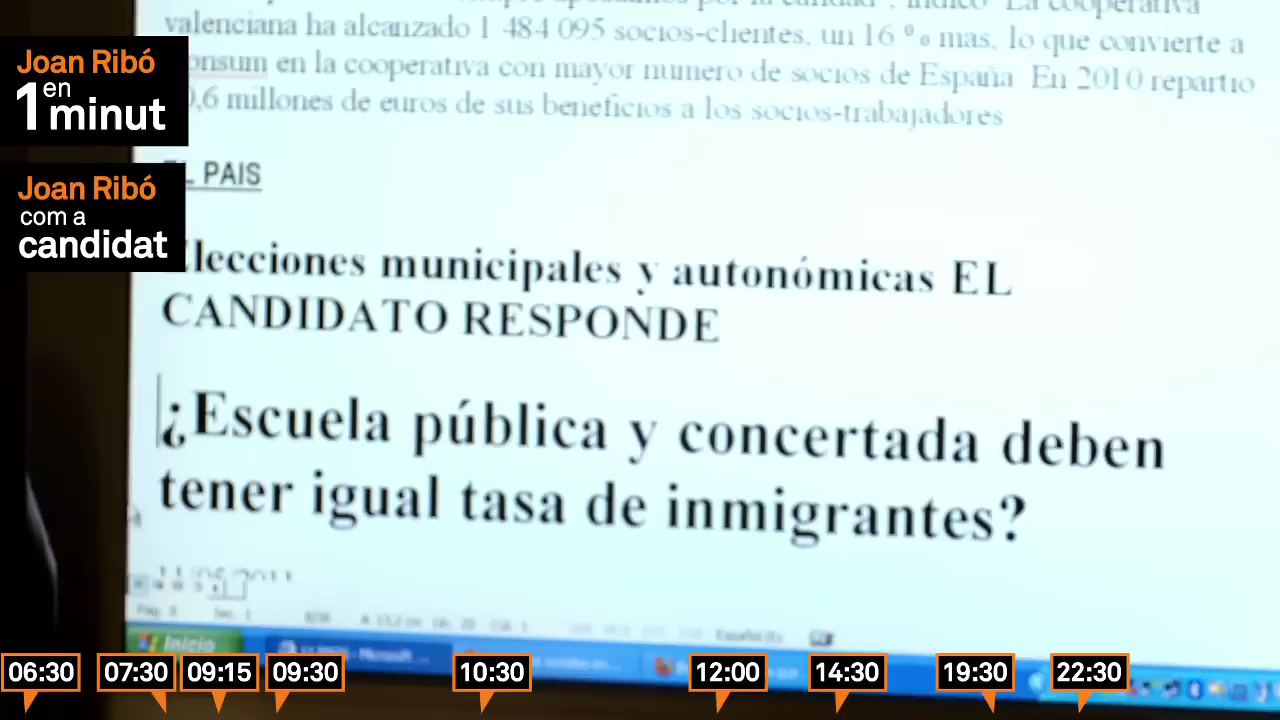 valenciana ha alcanzado 1 484 095 socios-clientes, un 16 % mas, lo que convierte a
onsum en la cooperativa con mayor numero de socios de España En 2010 repartio
,6 millones de euros de sus beneficios a los socios-trabajadores
Joan Ribó
en
1 minut
PAIS
Joan Ribó
com a
candidat
lecciones municipales y autonómicas EL
CANDIDATO RESPONDE
¿Escuela pública y concertada deben
tener igual tasa de inmigrantes?
Inicio
06:30 07:30 09:15 09:30 10:30 12:00 14:30 19:30 22:30